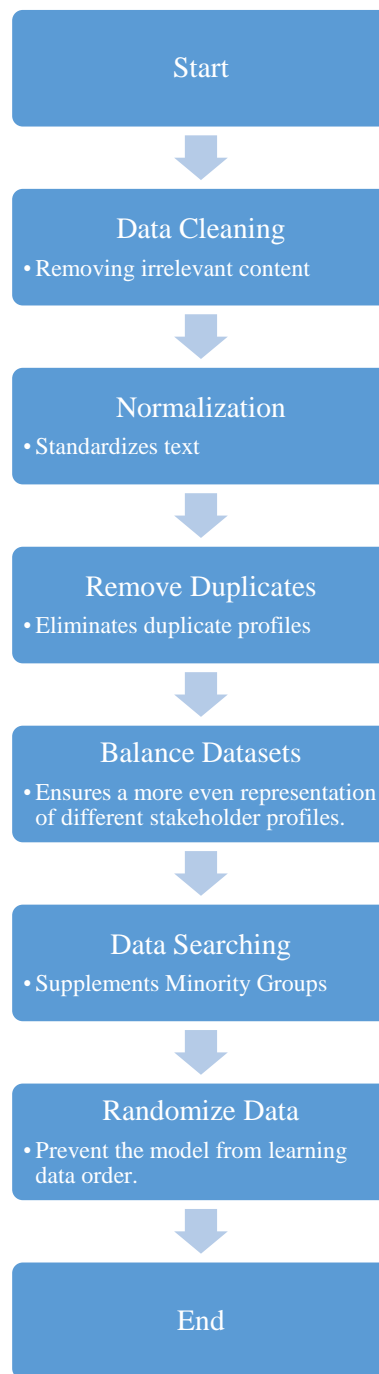 Start
Data Cleaning
• Removing irrelevant content
Normalization
• Standardizes text
Remove Duplicates
• Eliminates duplicate profiles
Balance Datasets
• Ensures a more even representation
of different stakeholder profiles.
Data Searching
• Supplements Minority Groups
Randomize Data
• Prevent the model from learning
data order.
End